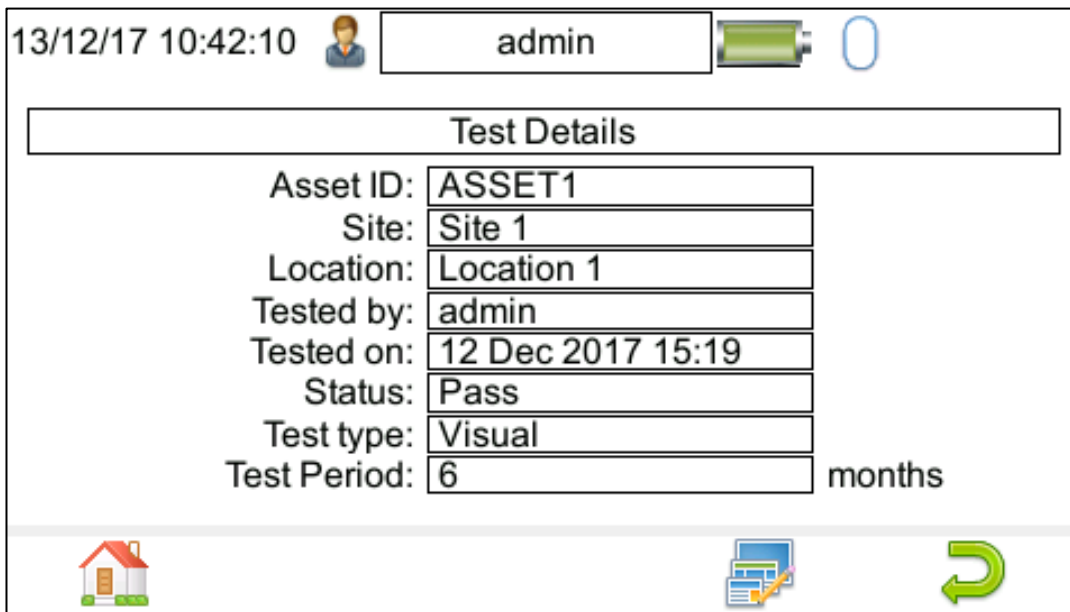 13/12/17 10:42:10 admin
Test Details
Asset ID: ASSET1
Site: Site 1
Location: Location 1
Tested by: admin
Tested on: 12 Dec 2017 15:19
Status: Pass
Test type: Visual
Test Period: 6 months